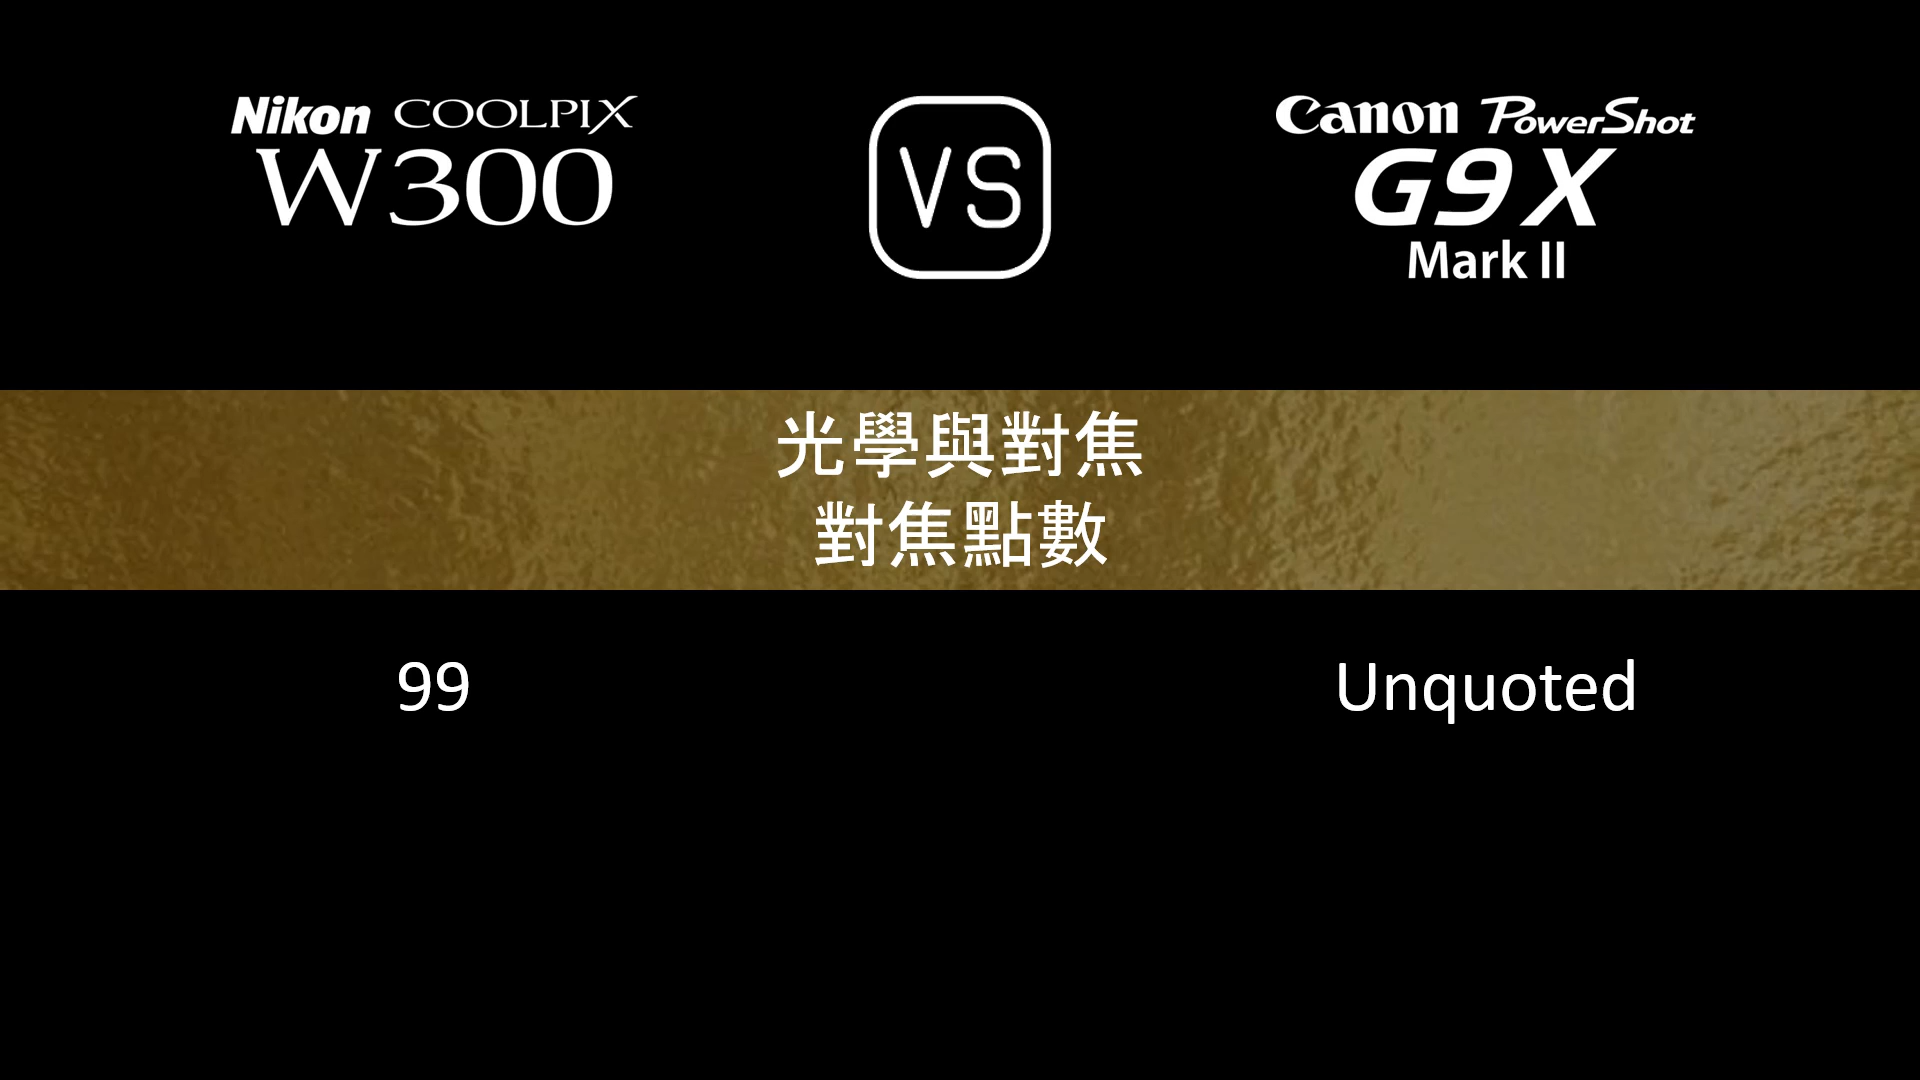 Nikon COOLPIX
W300
VS
Canon PowerShot
G9 X
Mark II
光學與對焦
對焦點數
99
Unquoted